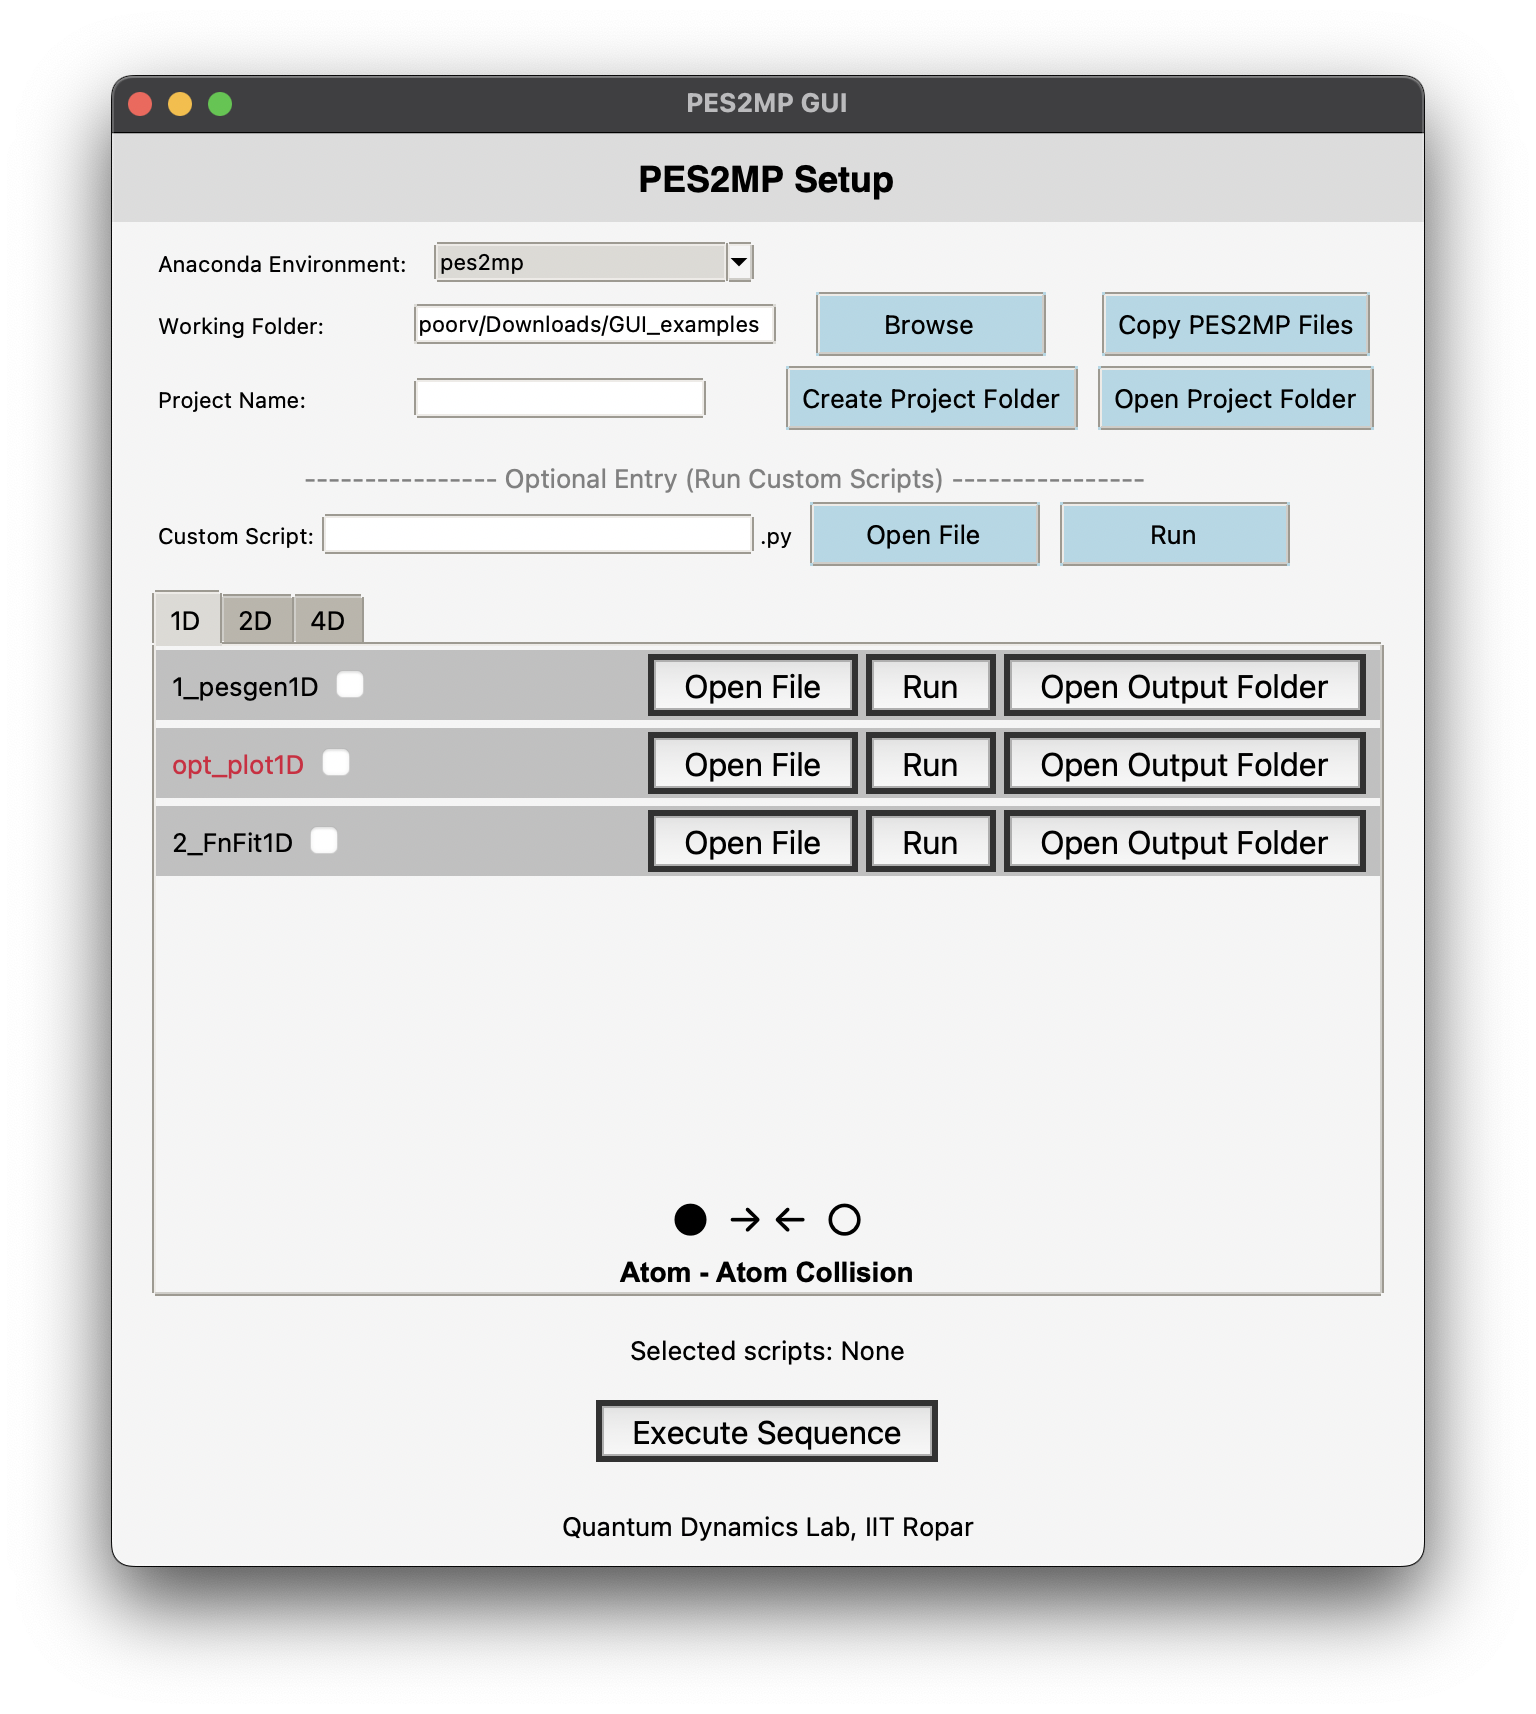 PES2MP GUI
PES2MP Setup
Anaconda Environment: pes2mp
Working Folder: poorv/Downloads/GUI_examples Browse Copy PES2MP Files
Project Name: Create Project Folder Open Project Folder
---------------- Optional Entry (Run Custom Scripts) ----------------
Custom Script: .py Open File Run
1D 2D 4D
1_pesgen1D Open File Run Open Output Folder
opt_plot1D Open File Run Open Output Folder
2_FnFit1D Open File Run Open Output Folder
Atom - Atom Collision
Selected scripts: None
Execute Sequence
Quantum Dynamics Lab, IIT Ropar